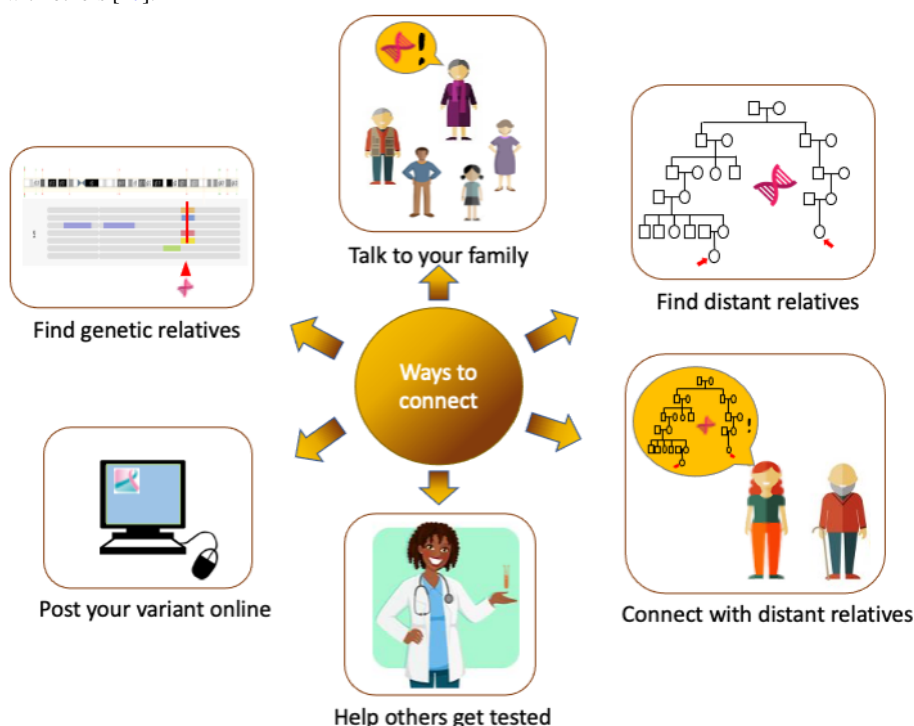 Talk to your family
Find genetic relatives
Find distant relatives
Ways to
connect
Post your variant online
Connect with distant relatives
Help others get tested